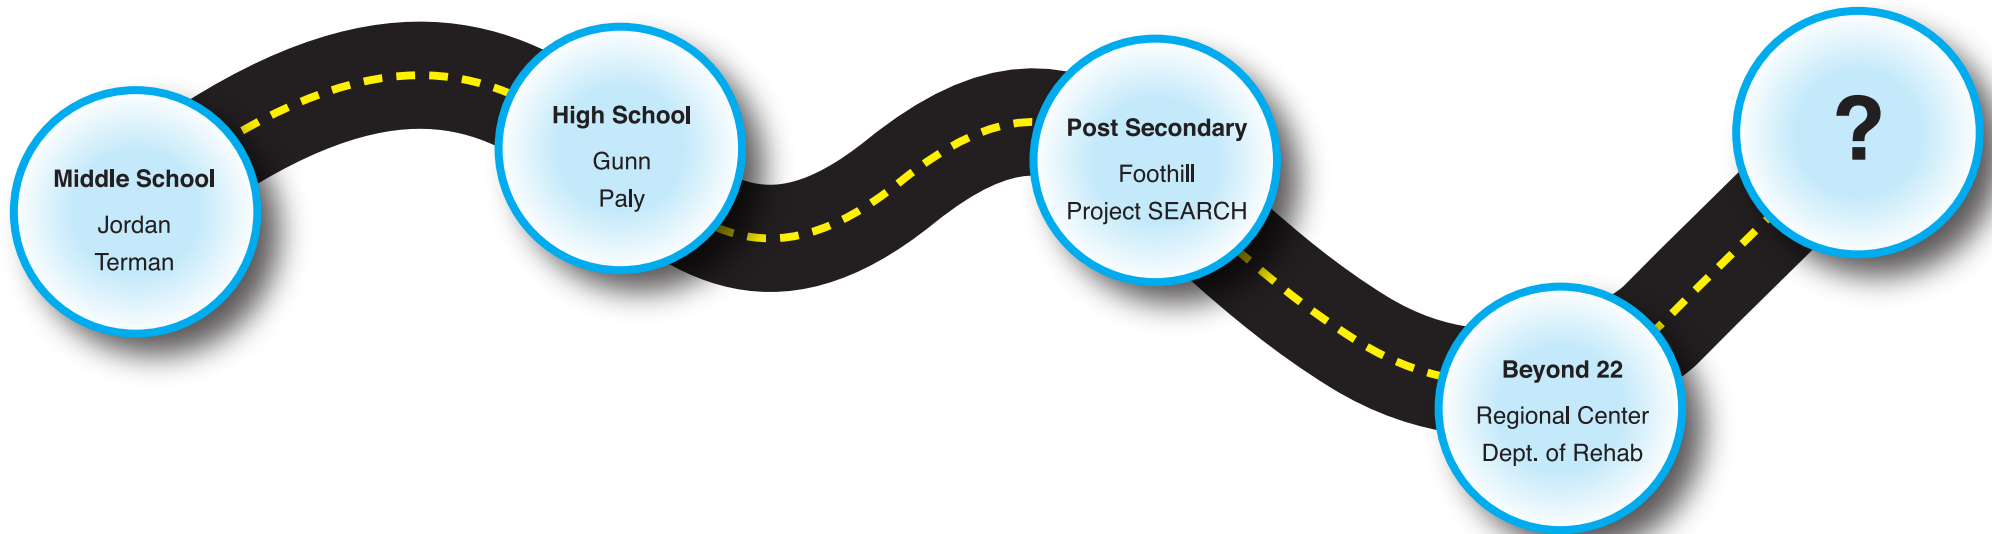 Middle School
Jordan
Terman
High School
Gunn
Paly
Post Secondary
Foothill
Project SEARCH
Beyond 22
Regional Center
Dept. of Rehab
?